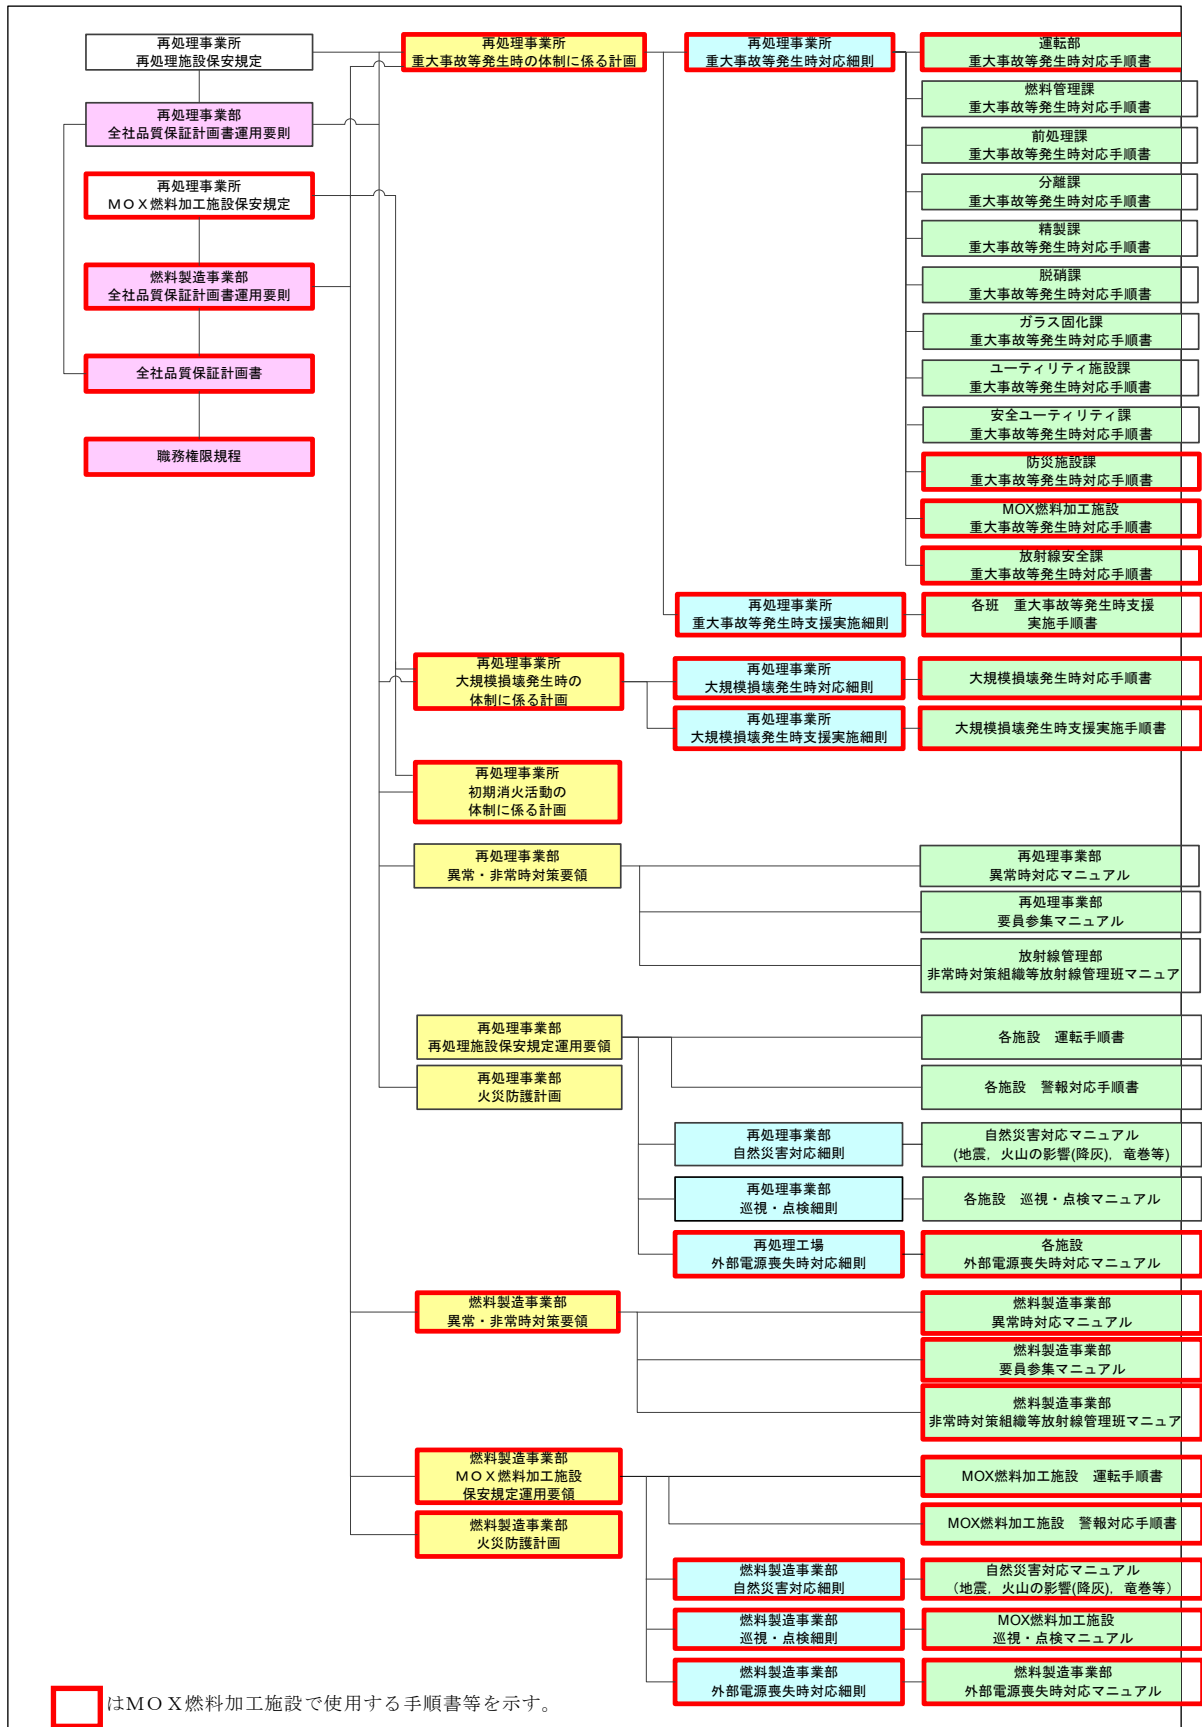 再処理事業所
再処理施設保安規定
再処理事業部
全社品質保証計画書運用要則
再処理事業所
ＭＯＸ燃料加工施設保安規定
燃料製造事業部
全社品質保証計画書運用要則
全社品質保証計画書
職務権限規程
再処理事業所
重大事故等発生時の体制に係る計画
再処理事業所
重大事故等発生時対応細則
運転部
重大事故等発生時対応手順書
燃料管理課
重大事故等発生時対応手順書
前処理課
重大事故等発生時対応手順書
分離課
重大事故等発生時対応手順書
精製課
重大事故等発生時対応手順書
脱硝課
重大事故等発生時対応手順書
ガラス固化課
重大事故等発生時対応手順書
ユーティリティ施設課
重大事故等発生時対応手順書
安全ユーティリティ課
重大事故等発生時対応手順書
防災施設課
重大事故等発生時対応手順書
MOX燃料加工施設
重大事故等発生時対応手順書
放射線安全課
重大事故等発生時対応手順書
再処理事業所
重大事故等発生時支援実施細則
各班　重大事故等発生時支援
実施手順書
再処理事業所
大規模損壊発生時の
体制に係る計画
再処理事業所
大規模損壊発生時対応細則
大規模損壊発生時対応手順書
再処理事業所
大規模損壊発生時支援実施細則
大規模損壊発生時支援実施手順書
再処理事業所
初期消火活動の
体制に係る計画
再処理事業部
異常・非常時対策要領
再処理事業部
異常時対応マニュアル
再処理事業部
要員参集マニュアル
放射線管理部
非常時対策組織等放射線管理班マニュア
再処理事業部
再処理施設保安規定運用要領
各施設　運転手順書
再処理事業部
火災防護計画
各施設　警報対応手順書
再処理事業部
自然災害対応細則
自然災害対応マニュアル
(地震，火山の影響(降灰)，竜巻等)
再処理事業部
巡視・点検細則
各施設　巡視・点検マニュアル
再処理工場
外部電源喪失時対応細則
各施設
外部電源喪失時対応マニュアル
燃料製造事業部
異常・非常時対策要領
燃料製造事業部
異常時対応マニュアル
燃料製造事業部
要員参集マニュアル
燃料製造事業部
非常時対策組織等放射線管理班マニュア
燃料製造事業部
ＭＯＸ燃料加工施設
保安規定運用要領
MOX燃料加工施設　運転手順書
燃料製造事業部
火災防護計画
MOX燃料加工施設　警報対応手順書
燃料製造事業部
自然災害対応細則
自然災害対応マニュアル
（地震，火山の影響(降灰)，竜巻等）
燃料製造事業部
巡視・点検細則
MOX燃料加工施設
巡視・点検マニュアル
燃料製造事業部
外部電源喪失時対応細則
燃料製造事業部
外部電源喪失時対応マニュアル
はＭＯＸ燃料加工施設で使用する手順書等を示す。